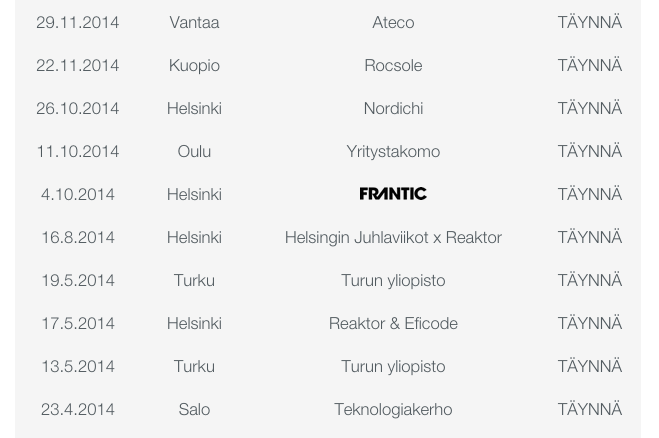 29.11.2014 Vantaa Ateco TÄYNNÄ
22.11.2014 Kuopio Rocsole TÄYNNÄ
26.10.2014 Helsinki Nordichi TÄYNNÄ
11.10.2014 Oulu Yritystakomo TÄYNNÄ
4.10.2014 Helsinki FRANTIC TÄYNNÄ
16.8.2014 Helsinki Helsingin Juhlaviikot x Reaktor TÄYNNÄ
19.5.2014 Turku Turun yliopisto TÄYNNÄ
17.5.2014 Helsinki Reaktor & Eficode TÄYNNÄ
13.5.2014 Turku Turun yliopisto TÄYNNÄ
23.4.2014 Salo Teknologiakerho TÄYNNÄ